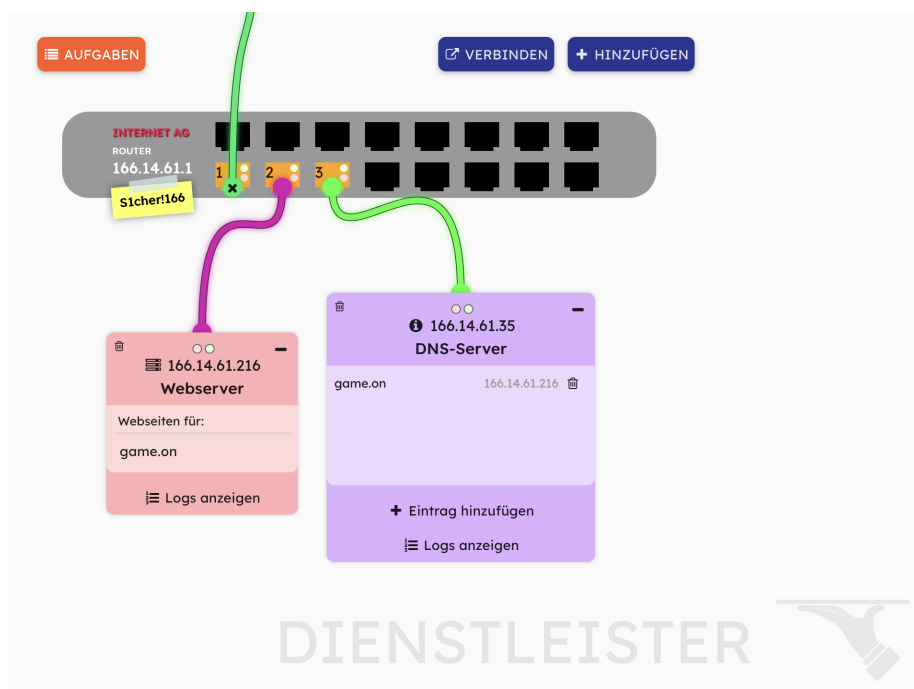 AUFGABEN
VERBINDEN
HINZUFÜGEN
INTERNET AG
ROUTER
166.14.61.1
S1cher!166
1
2
3
166.14.61.216
Webserver
Webseiten für:
game.on
Logs anzeigen
166.14.61.35
DNS-Server
game.on 166.14.61.216
Eintrag hinzufügen
Logs anzeigen
DIENSTLEISTER